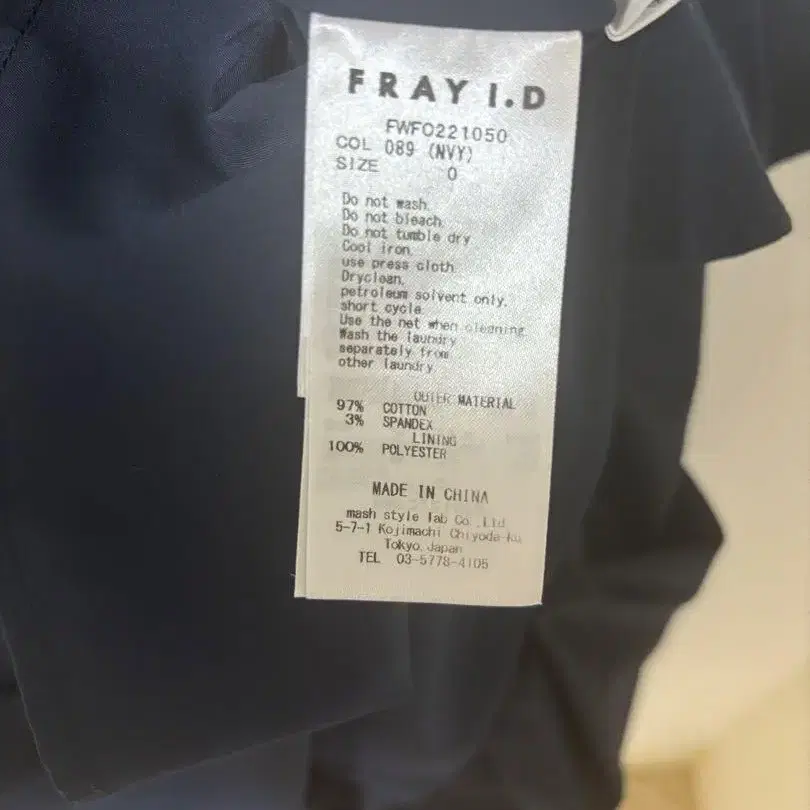 FRAY I.D
FWFO221050
COL 089 (NVY)
SIZE 0
Do not wash.
Do not bleach.
Do not tumble dry
Cool iron.
use press cloth
Dryclean.
petroleum solvent only,
short cycle
Use the net when cleaning
Wash the laundry
separately from
other laundry
OUTER MATERIAL
97% COTTON
3% SPANDEX
LINING
100% POLYESTER
MADE IN CHINA
mash style lab Co.,Ltd
5-7-1 Kojimachi Chiyoda-ku
Tokyo.Japan
TEL 03-5778-4105